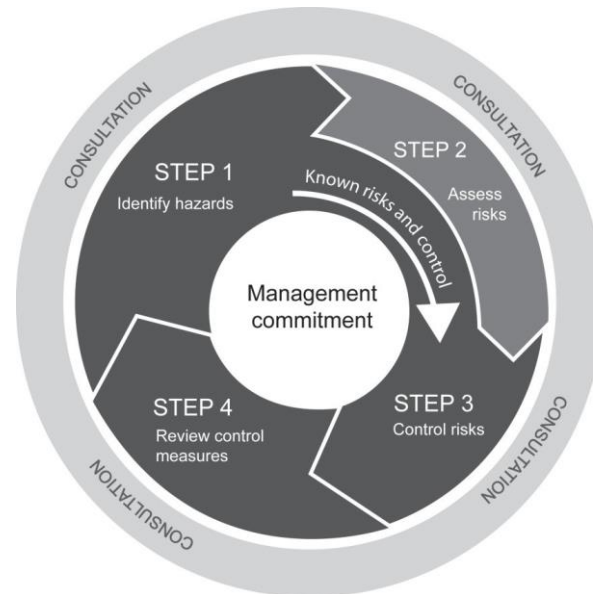 CONSULTATION
CONSULTATION
STEP 1
Identify hazards
STEP 2
Assess
risks
Known risks and control
Management
commitment
STEP 3
Control risks
STEP 4
Review control
measures
CONSULTATION
CONSULTATION